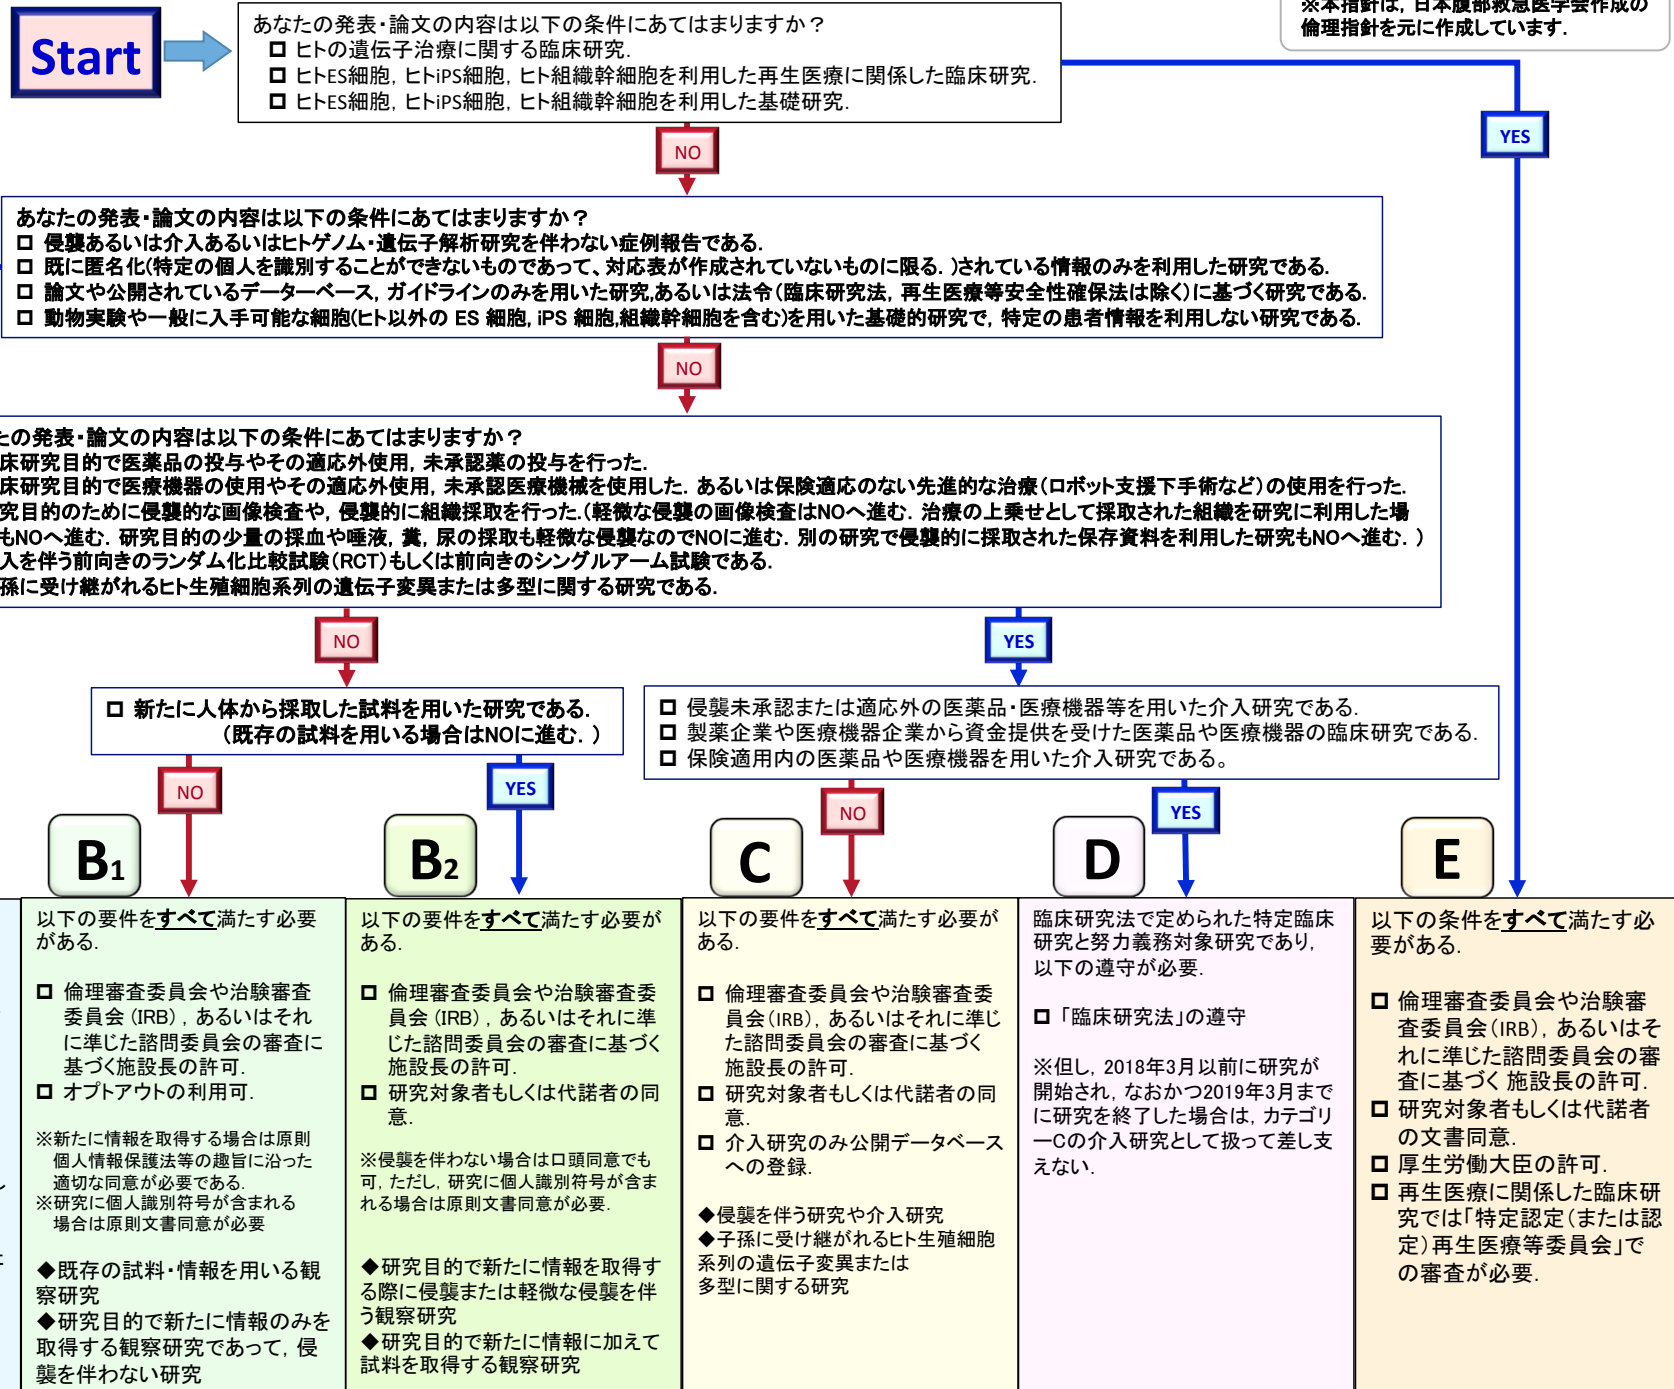 ※本指針は，日本腹部救急医学会作成の
倫理指針を元に作成しています．
Start
あなたの発表・論文の内容は以下の条件にあてはまりますか？
□ ヒトの遺伝子治療に関する臨床研究．
□ ヒトES細胞，ヒトiPS細胞，ヒト組織幹細胞を利用した再生医療に関係した臨床研究．
□ ヒトES細胞，ヒトiPS細胞，ヒト組織幹細胞を利用した基礎研究．
NO
YES
あなたの発表・論文の内容は以下の条件にあてはまりますか？
□ 侵襲あるいは介入あるいはヒトゲノム・遺伝子解析研究を伴わない症例報告である．
□ 既に匿名化(特定の個人を識別することができないものであって、対応表が作成されていないものに限る．)されている情報のみを利用した研究である．
□ 論文や公開されているデーターベース，ガイドラインのみを用いた研究,あるいは法令（臨床研究法，再生医療等安全性確保法は除く）に基づく研究である．
□ 動物実験や一般に入手可能な細胞(ヒト以外の ES 細胞, iPS 細胞,組織幹細胞を含む)を用いた基礎的研究で，特定の患者情報を利用しない研究である．
NO
たの発表・論文の内容は以下の条件にあてはまりますか？
床研究目的で医薬品の投与やその適応外使用，未承認薬の投与を行った．
床研究目的で医療機器の使用やその適応外使用，未承認医療機械を使用した．あるいは保険適応のない先進的な治療（ロボット支援下手術など）の使用を行った．
究目的のために侵襲的な画像検査や，侵襲的に組織採取を行った．（軽微な侵襲の画像検査はNOへ進む．治療の上乗せとして採取された組織を研究に利用した場
もNOへ進む．研究目的の少量の採血や唾液，糞，尿の採取も軽微な侵襲なのでNOに進む．別の研究で侵襲的に採取された保存資料を利用した研究もNOへ進む．）
入を伴う前向きのランダム化比較試験（RCT）もしくは前向きのシングルアーム試験である．
孫に受け継がれるヒト生殖細胞系列の遺伝子変異または多型に関する研究である．
NO
YES
□ 新たに人体から採取した試料を用いた研究である．
（既存の試料を用いる場合はNOに進む．）
□ 侵襲未承認または適応外の医薬品・医療機器等を用いた介入研究である．
□ 製薬企業や医療機器企業から資金提供を受けた医薬品や医療機器の臨床研究である．
□ 保険適用内の医薬品や医療機器を用いた介入研究である。
NO
YES
NO
YES
B1
以下の要件をすべて満たす必要
がある．
□ 倫理審査委員会や治験審査
委員会（IRB），あるいはそれ
に準じた諮問委員会の審査に
基づく施設長の許可．
□ オプトアウトの利用可．
※新たに情報を取得する場合は原則
個人情報保護法等の趣旨に沿った
適切な同意が必要である．
※研究に個人識別符号が含まれる
場合は原則文書同意が必要
◆既存の試料・情報を用いる観
察研究
◆研究目的で新たに情報のみを
取得する観察研究であって，侵
襲を伴わない研究
B2
以下の要件をすべて満たす必要が
ある．
□ 倫理審査委員会や治験審査委
員会（IRB），あるいはそれに準
じた諮問委員会の審査に基づく
施設長の許可．
□ 研究対象者もしくは代諾者の同
意．
※侵襲を伴わない場合は口頭同意でも
可，ただし，研究に個人識別符号が含ま
れる場合は原則文書同意が必要．
◆研究目的で新たに情報を取得す
る際に侵襲または軽微な侵襲を伴
う観察研究
◆研究目的で新たに情報に加えて
試料を取得する観察研究
C
以下の要件をすべて満たす必要が
ある．
□ 倫理審査委員会や治験審査委
員会（IRB），あるいはそれに準じ
た諮問委員会の審査に基づく
施設長の許可．
□ 研究対象者もしくは代諾者の同
意．
□ 介入研究のみ公開データベース
への登録．
◆侵襲を伴う研究や介入研究
◆子孫に受け継がれるヒト生殖細胞
系列の遺伝子変異または
多型に関する研究
D
臨床研究法で定められた特定臨床
研究と努力義務対象研究であり，
以下の遵守が必要．
□ 「臨床研究法」の遵守
※但し，2018年3月以前に研究が
開始され，なおかつ2019年3月まで
に研究を終了した場合は，カテゴリ
ーCの介入研究として扱って差し支
えない．
E
以下の条件をすべて満たす必
要がある．
□ 倫理審査委員会や治験審
査委員会（IRB），あるいはそ
れに準じた諮問委員会の審
査に基づく 施設長の許可．
□ 研究対象者もしくは代諾者
の文書同意．
□ 厚生労働大臣の許可．
□ 再生医療に関係した臨床研
究では「特定認定（または認
定）再生医療等委員会」で
の審査が必要．